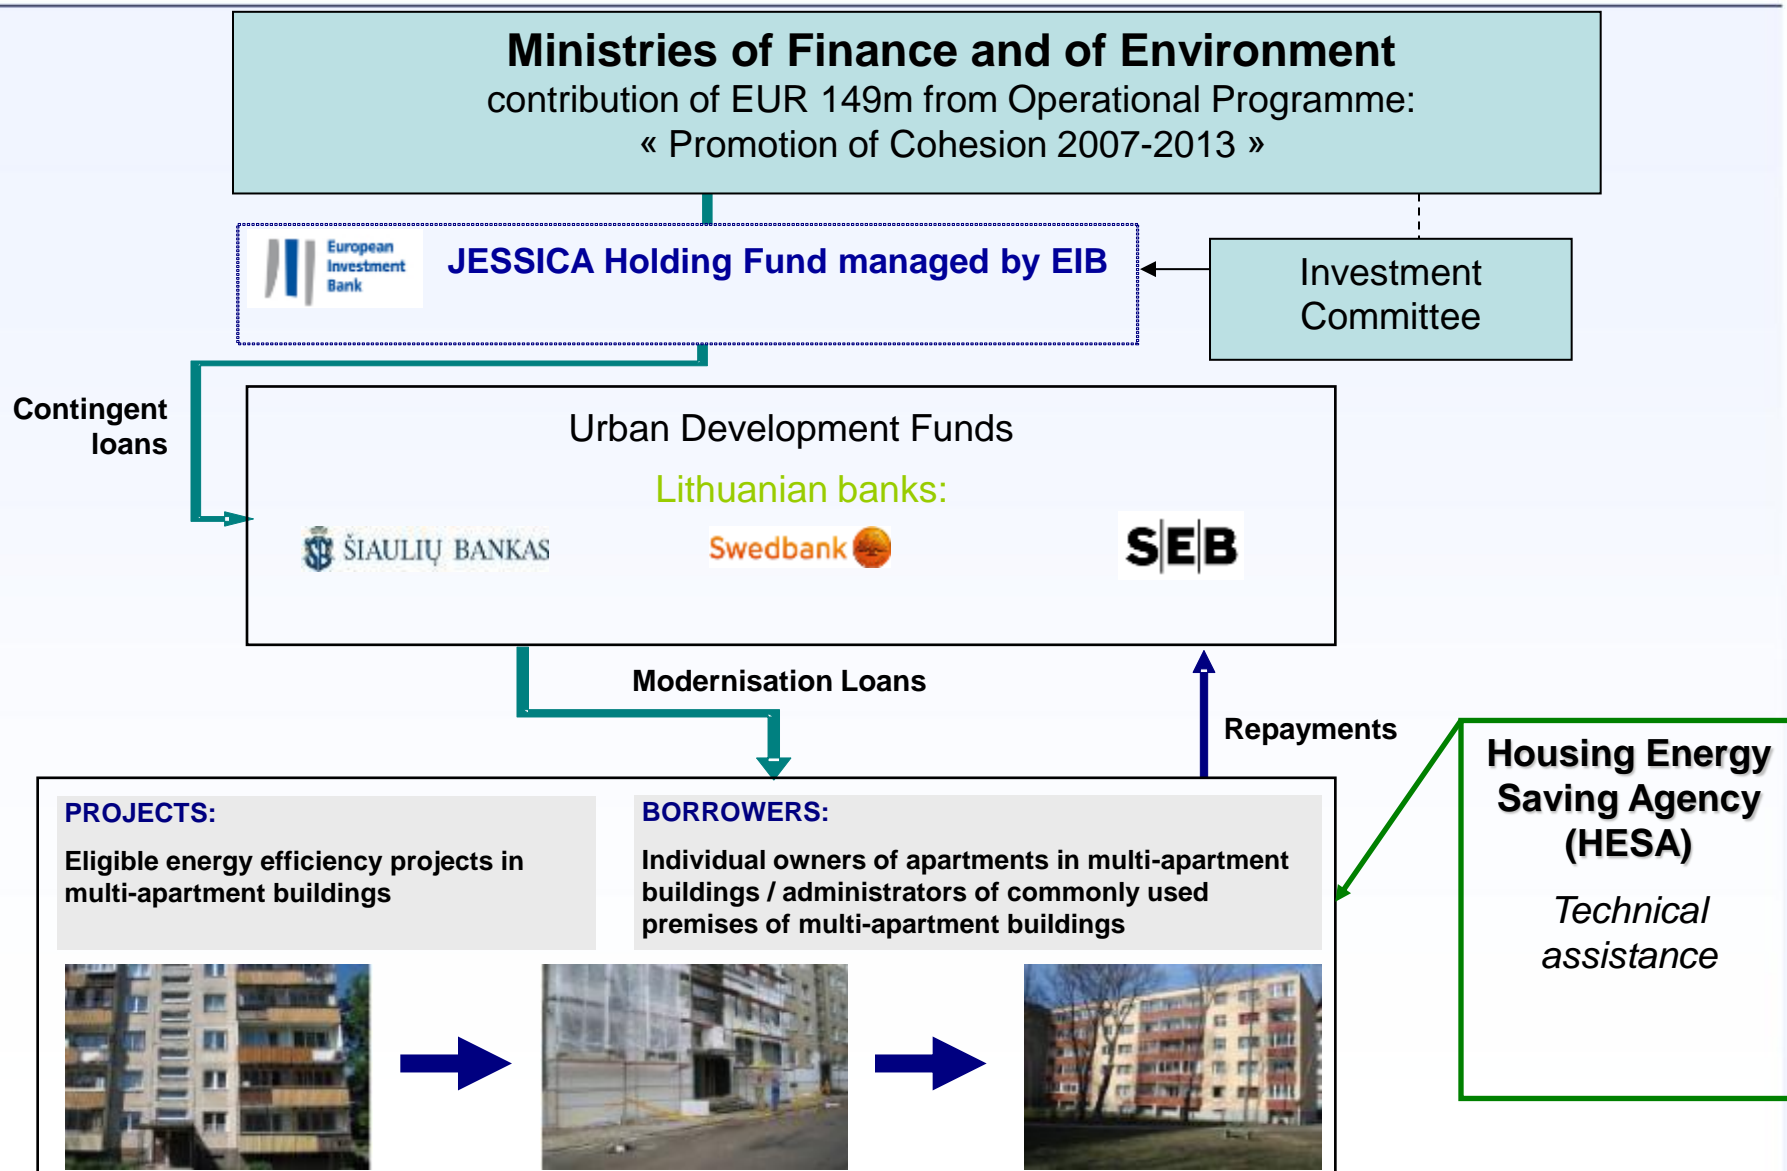 Ministries of Finance and of Environment
contribution of EUR 149m from Operational Programme:
« Promotion of Cohesion 2007-2013 »
European
Investment
Bank
JESSICA Holding Fund managed by EIB
Investment
Committee
Contingent
loans
Urban Development Funds
Lithuanian banks:
ŠIAULIŲ BANKAS
Swedbank
SEB
Modernisation Loans
Repayments
Housing Energy
Saving Agency
(HESA)
Technical
assistance
PROJECTS:
Eligible energy efficiency projects in
multi-apartment buildings
BORROWERS:
Individual owners of apartments in multi-apartment
buildings / administrators of commonly used
premises of multi-apartment buildings